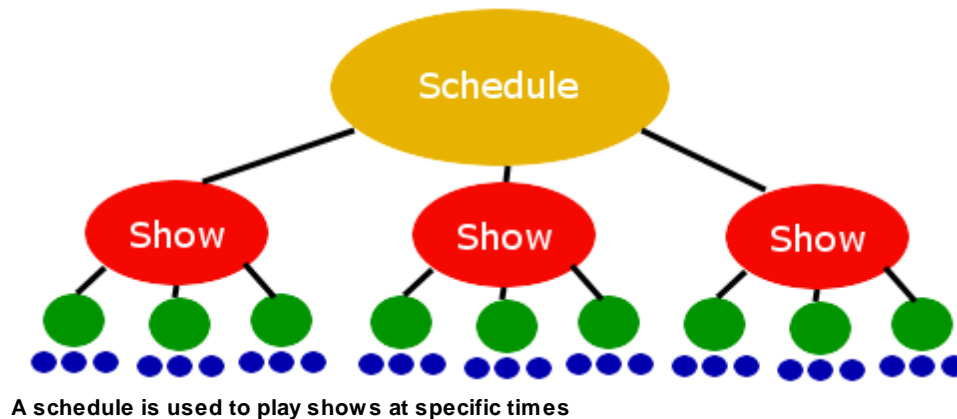 Schedule
Show
Show
Show
A schedule is used to play shows at specific times